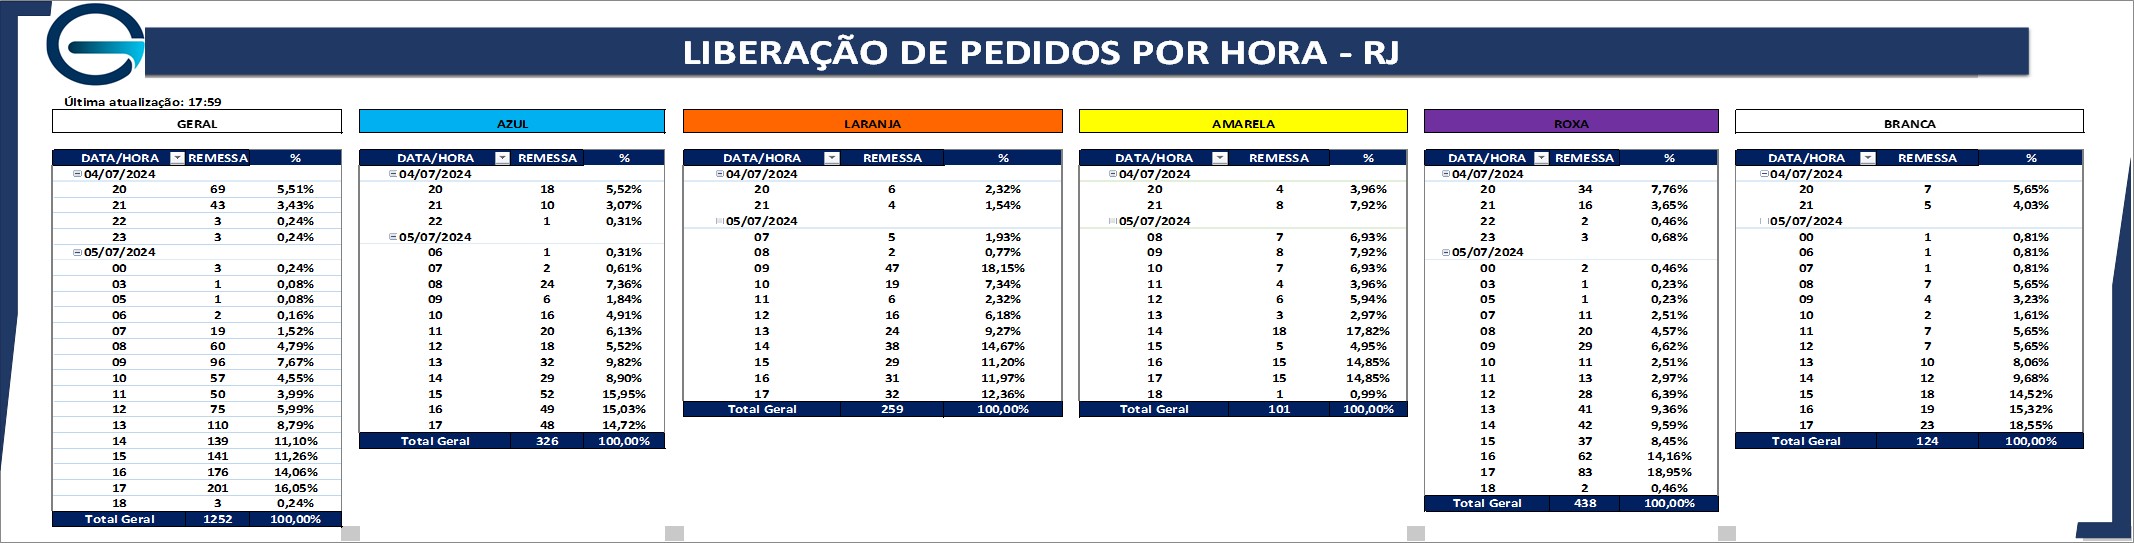 LIBERAÇÃO DE PEDIDOS POR HORA - RJ
Última atualização: 17:59
GERAL
DATA/HORA REMESSA %
04/07/2024
20 69 5,51%
21 43 3,43%
22 3 0,24%
23 3 0,24%
05/07/2024
00 3 0,24%
03 1 0,08%
05 1 0,08%
06 2 0,16%
07 19 1,52%
08 60 4,79%
09 96 7,67%
10 57 4,55%
11 50 3,99%
12 75 5,99%
13 110 8,79%
14 139 11,10%
15 141 11,26%
16 176 14,06%
17 201 16,05%
18 3 0,24%
Total Geral 1252 100,00%
AZUL
DATA/HORA REMESSA %
04/07/2024
20 18 5,52%
21 10 3,07%
22 1 0,31%
05/07/2024
06 1 0,31%
07 2 0,61%
08 24 7,36%
09 6 1,84%
10 16 4,91%
11 20 6,13%
12 18 5,52%
13 32 9,82%
14 29 8,90%
15 52 15,95%
16 49 15,03%
17 48 14,72%
Total Geral 326 100,00%
LARANJA
DATA/HORA REMESSA %
04/07/2024
20 6 2,32%
21 4 1,54%
05/07/2024
07 5 1,93%
08 2 0,77%
09 47 18,15%
10 19 7,34%
11 6 2,32%
12 16 6,18%
13 24 9,27%
14 38 14,67%
15 29 11,20%
16 31 11,97%
17 32 12,36%
Total Geral 259 100,00%
AMARELA
DATA/HORA REMESSA %
04/07/2024
20 4 3,96%
21 8 7,92%
05/07/2024
08 7 6,93%
09 8 7,92%
10 7 6,93%
11 4 3,96%
12 6 5,94%
13 3 2,97%
14 18 17,82%
15 5 4,95%
16 15 14,85%
17 15 14,85%
18 1 0,99%
Total Geral 101 100,00%
ROXA
DATA/HORA REMESSA %
04/07/2024
20 34 7,76%
21 16 3,65%
22 2 0,46%
23 3 0,68%
05/07/2024
00 2 0,46%
03 1 0,23%
05 1 0,23%
07 11 2,51%
08 20 4,57%
09 29 6,62%
10 11 2,51%
11 13 2,97%
12 28 6,39%
13 41 9,36%
14 42 9,59%
15 37 8,45%
16 62 14,16%
17 83 18,95%
18 2 0,46%
Total Geral 438 100,00%
BRANCA
DATA/HORA REMESSA %
04/07/2024
20 7 5,65%
21 5 4,03%
05/07/2024
00 1 0,81%
06 1 0,81%
07 1 0,81%
08 7 5,65%
09 4 3,23%
10 2 1,61%
11 7 5,65%
12 7 5,65%
13 10 8,06%
14 12 9,68%
15 18 14,52%
16 19 15,32%
17 23 18,55%
Total Geral 124 100,00%